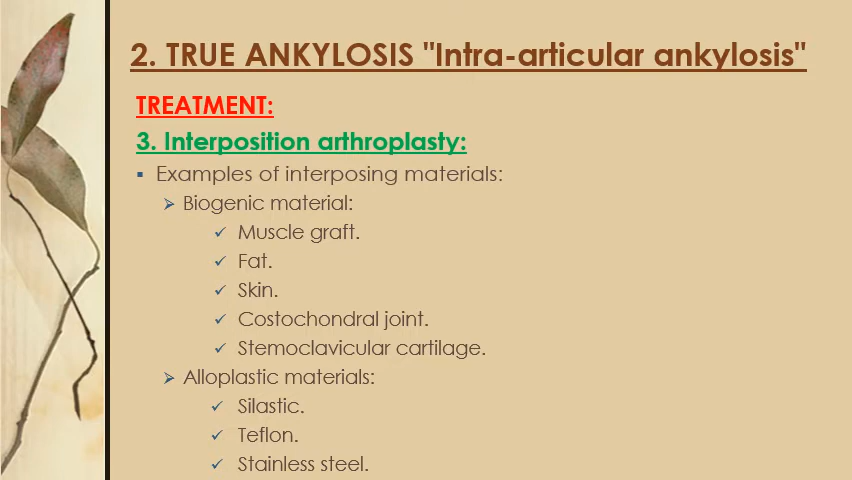 2. TRUE ANKYLOSIS "Intra-articular ankylosis"
TREATMENT:
3. Interposition arthroplasty:
▪ Examples of interposing materials:
➢ Biogenic material:
✓ Muscle graft.
✓ Fat.
✓ Skin.
✓ Costochondral joint.
✓ Stemoclavicular cartilage.
➢ Alloplastic materials:
✓ Silastic.
✓ Teflon.
✓ Stainless steel.